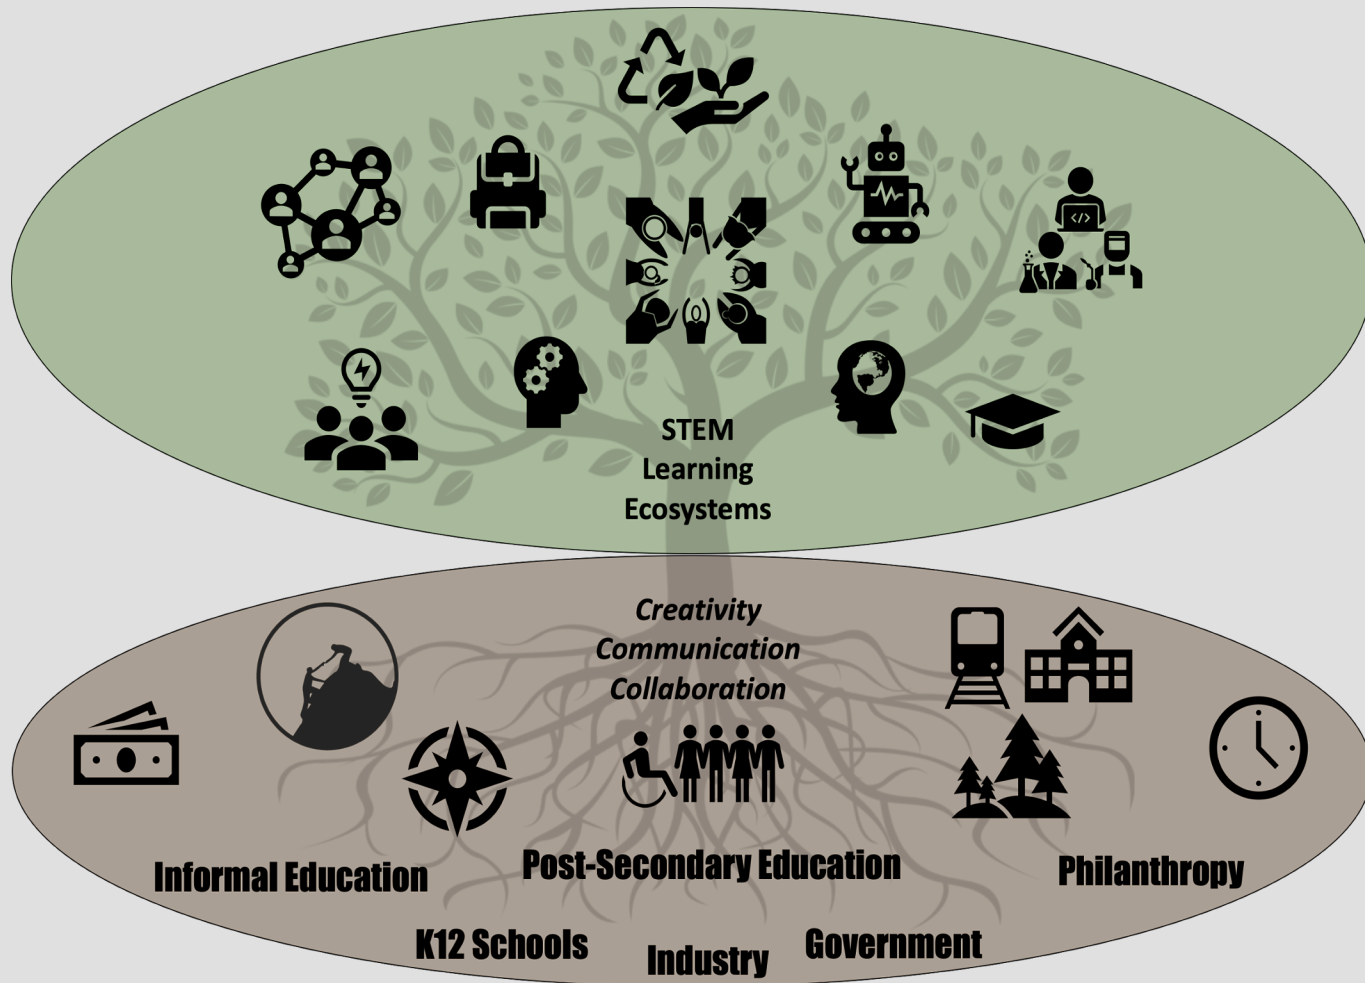 STEM
Learning
Ecosystems
Creativity
Communication
Collaboration
Informal Education
Post-Secondary Education
Philanthropy
K12 Schools
Industry
Government